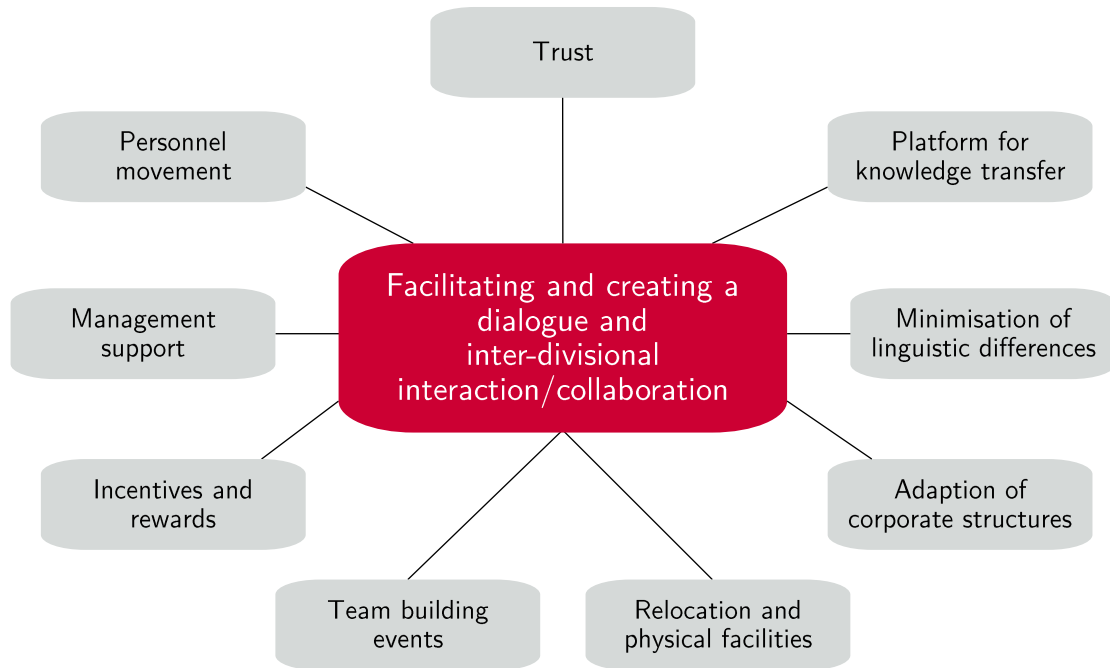 Trust
Personnel
movement
Platform for
knowledge transfer
Facilitating and creating a
dialogue and
inter-divisional
interaction/collaboration
Management
support
Minimisation of
linguistic differences
Incentives and
rewards
Adaption of
corporate structures
Team building
events
Relocation and
physical facilities